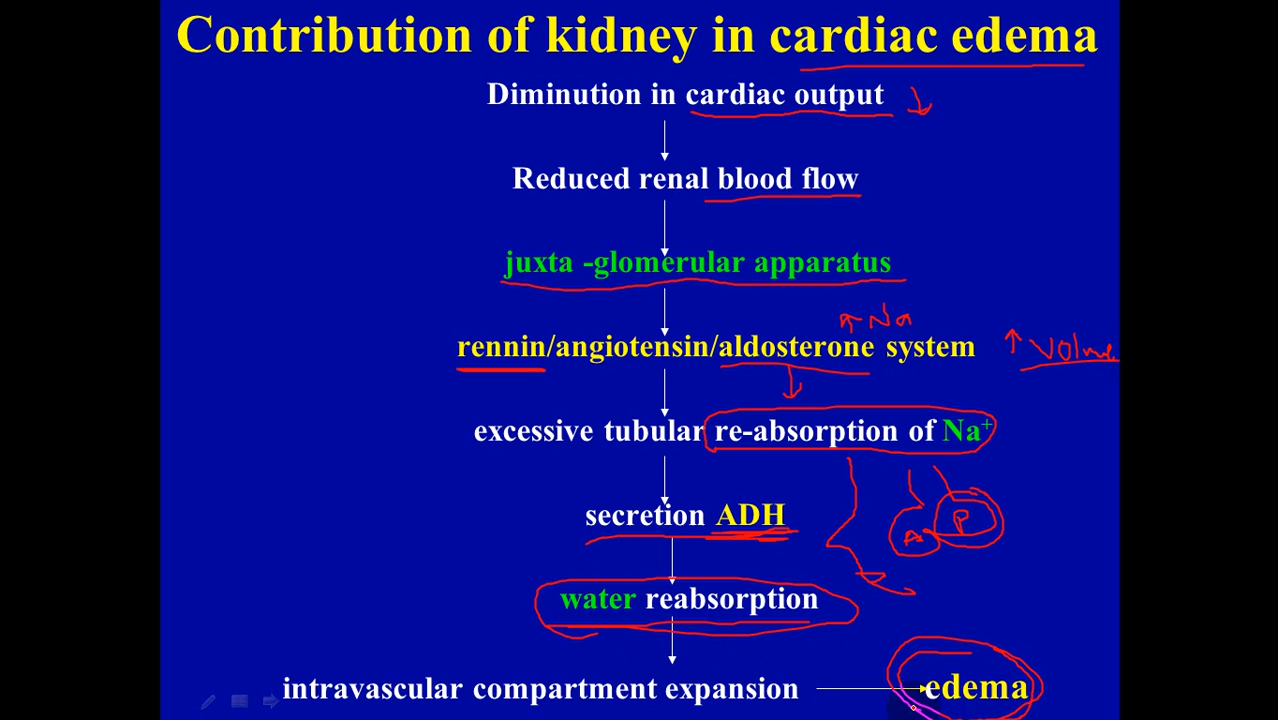 Contribution of kidney in cardiac edema
Diminution in cardiac output
Reduced renal blood flow
juxta -glomerular apparatus
↑ Na
rennin/angiotensin/aldosterone system ↑ Volme
excessive tubular re-absorption of Na⁺
secretion ADH
A P
water reabsorption
intravascular compartment expansion edema